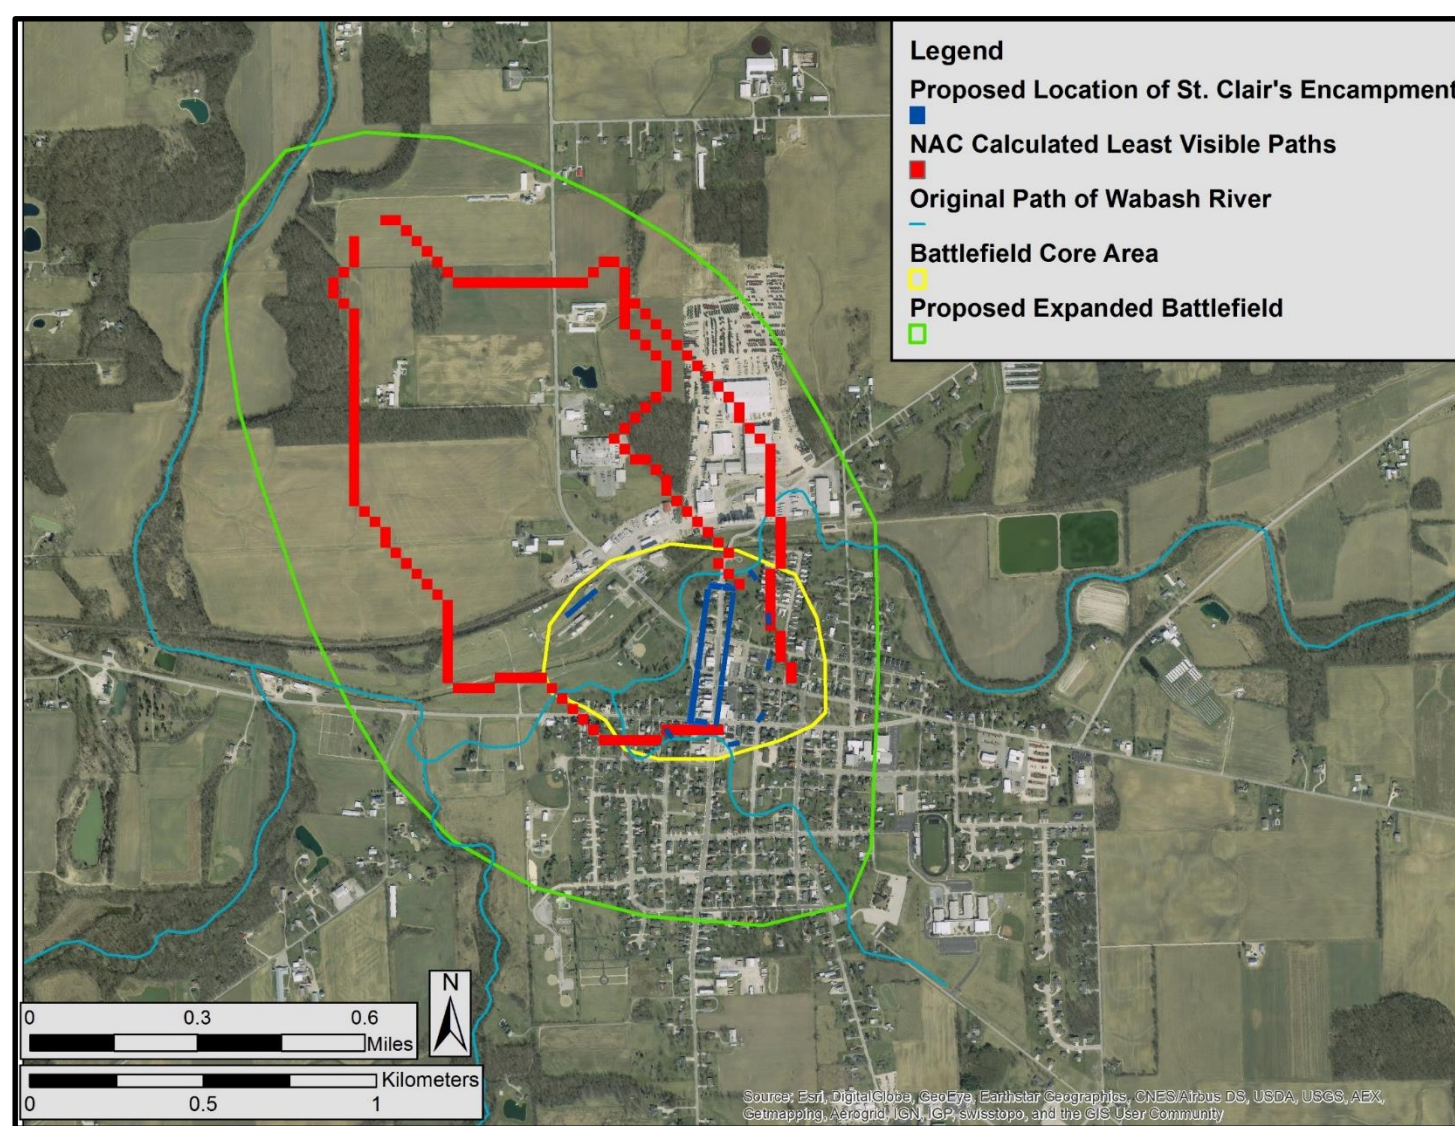 Legend
Proposed Location of St. Clair's Encampment
NAC Calculated Least Visible Paths
Original Path of Wabash River
Battlefield Core Area
Proposed Expanded Battlefield
N
0 0.3 0.6
Miles
Kilometers
0 0.5 1
Source: Esri, DigitalGlobe, GeoEye, Earthstar Geographics, CNES/Airbus DS, USDA, USGS, AEX,
Getmapping, Aerogrid, IGN, IGP, swisstopo, and the GIS User Community